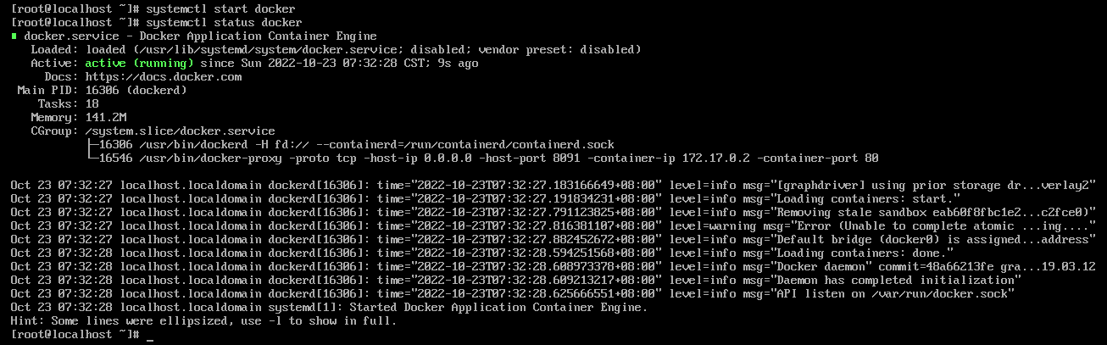 [root@localhost ~]# systemctl start docker
[root@localhost ~]# systemctl status docker
docker.service - Docker Application Container Engine
Loaded: loaded (/usr/lib/systemd/system/docker.service; disabled; vendor preset: disabled)
Active: active (running) since Sun 2022-10-23 07:32:28 CST; 9s ago
Docs: https://docs.docker.com
Main PID: 16306 (dockerd)
Tasks: 18
Memory: 141.2M
CGroup: /system.slice/docker.service
├─16306 /usr/bin/dockerd -H fd:// --containerd=/run/containerd/containerd.sock
└─16546 /usr/bin/docker-proxy -proto tcp -host-ip 0.0.0.0 -host-port 8091 -container-ip 172.17.0.2 -container-port 80
Oct 23 07:32:27 localhost.localdomain dockerd[16306]: time="2022-10-23T07:32:27.183166649+08:00" level=info msg="[graphdriver] using prior storage dr...verlay2"
Oct 23 07:32:27 localhost.localdomain dockerd[16306]: time="2022-10-23T07:32:27.191834231+08:00" level=info msg="Loading containers: start."
Oct 23 07:32:27 localhost.localdomain dockerd[16306]: time="2022-10-23T07:32:27.791123825+08:00" level=info msg="Removing stale sandbox eab60f8fbc1e2...c2fce0)"
Oct 23 07:32:27 localhost.localdomain dockerd[16306]: time="2022-10-23T07:32:27.816381107+08:00" level=warning msg="Error (Unable to complete atomic ...ing...."
Oct 23 07:32:27 localhost.localdomain dockerd[16306]: time="2022-10-23T07:32:27.882452672+08:00" level=info msg="Default bridge (docker0) is assigned...address"
Oct 23 07:32:28 localhost.localdomain dockerd[16306]: time="2022-10-23T07:32:28.594251568+08:00" level=info msg="Loading containers: done."
Oct 23 07:32:28 localhost.localdomain dockerd[16306]: time="2022-10-23T07:32:28.608973378+08:00" level=info msg="Docker daemon" commit=48a66213fe gra...19.03.12
Oct 23 07:32:28 localhost.localdomain dockerd[16306]: time="2022-10-23T07:32:28.609213217+08:00" level=info msg="Daemon has completed initialization"
Oct 23 07:32:28 localhost.localdomain dockerd[16306]: time="2022-10-23T07:32:28.625666551+08:00" level=info msg="API listen on /var/run/docker.sock"
Oct 23 07:32:28 localhost.localdomain systemd[1]: Started Docker Application Container Engine.
Hint: Some lines were ellipsized, use -l to show in full.
[root@localhost ~]# _